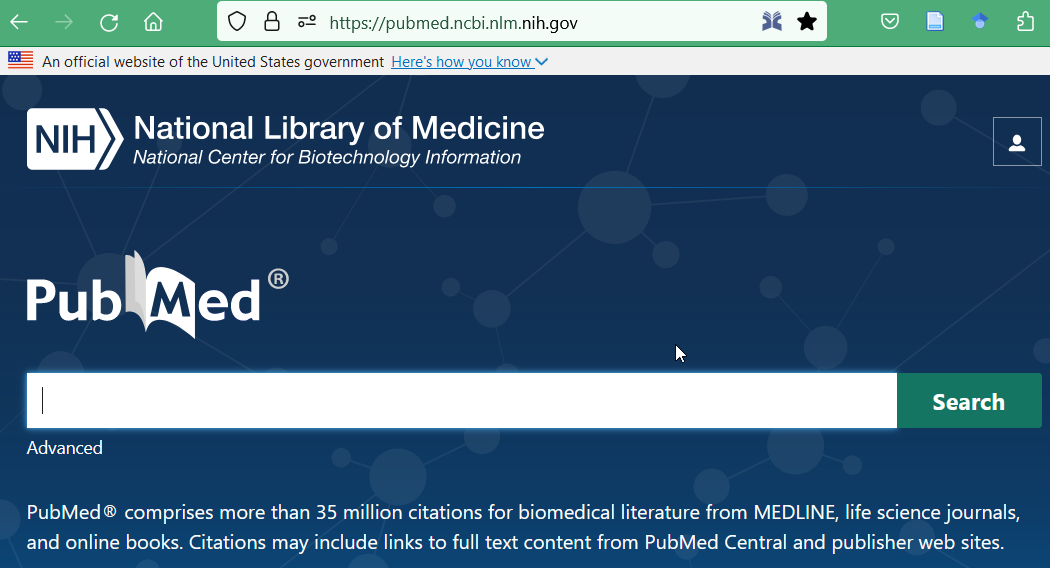 https://pubmed.ncbi.nlm.nih.gov
An official website of the United States government Here's how you know
NIH National Library of Medicine
National Center for Biotechnology Information
PubMed®
Search
Advanced
PubMed® comprises more than 35 million citations for biomedical literature from MEDLINE, life science journals,
and online books. Citations may include links to full text content from PubMed Central and publisher web sites.